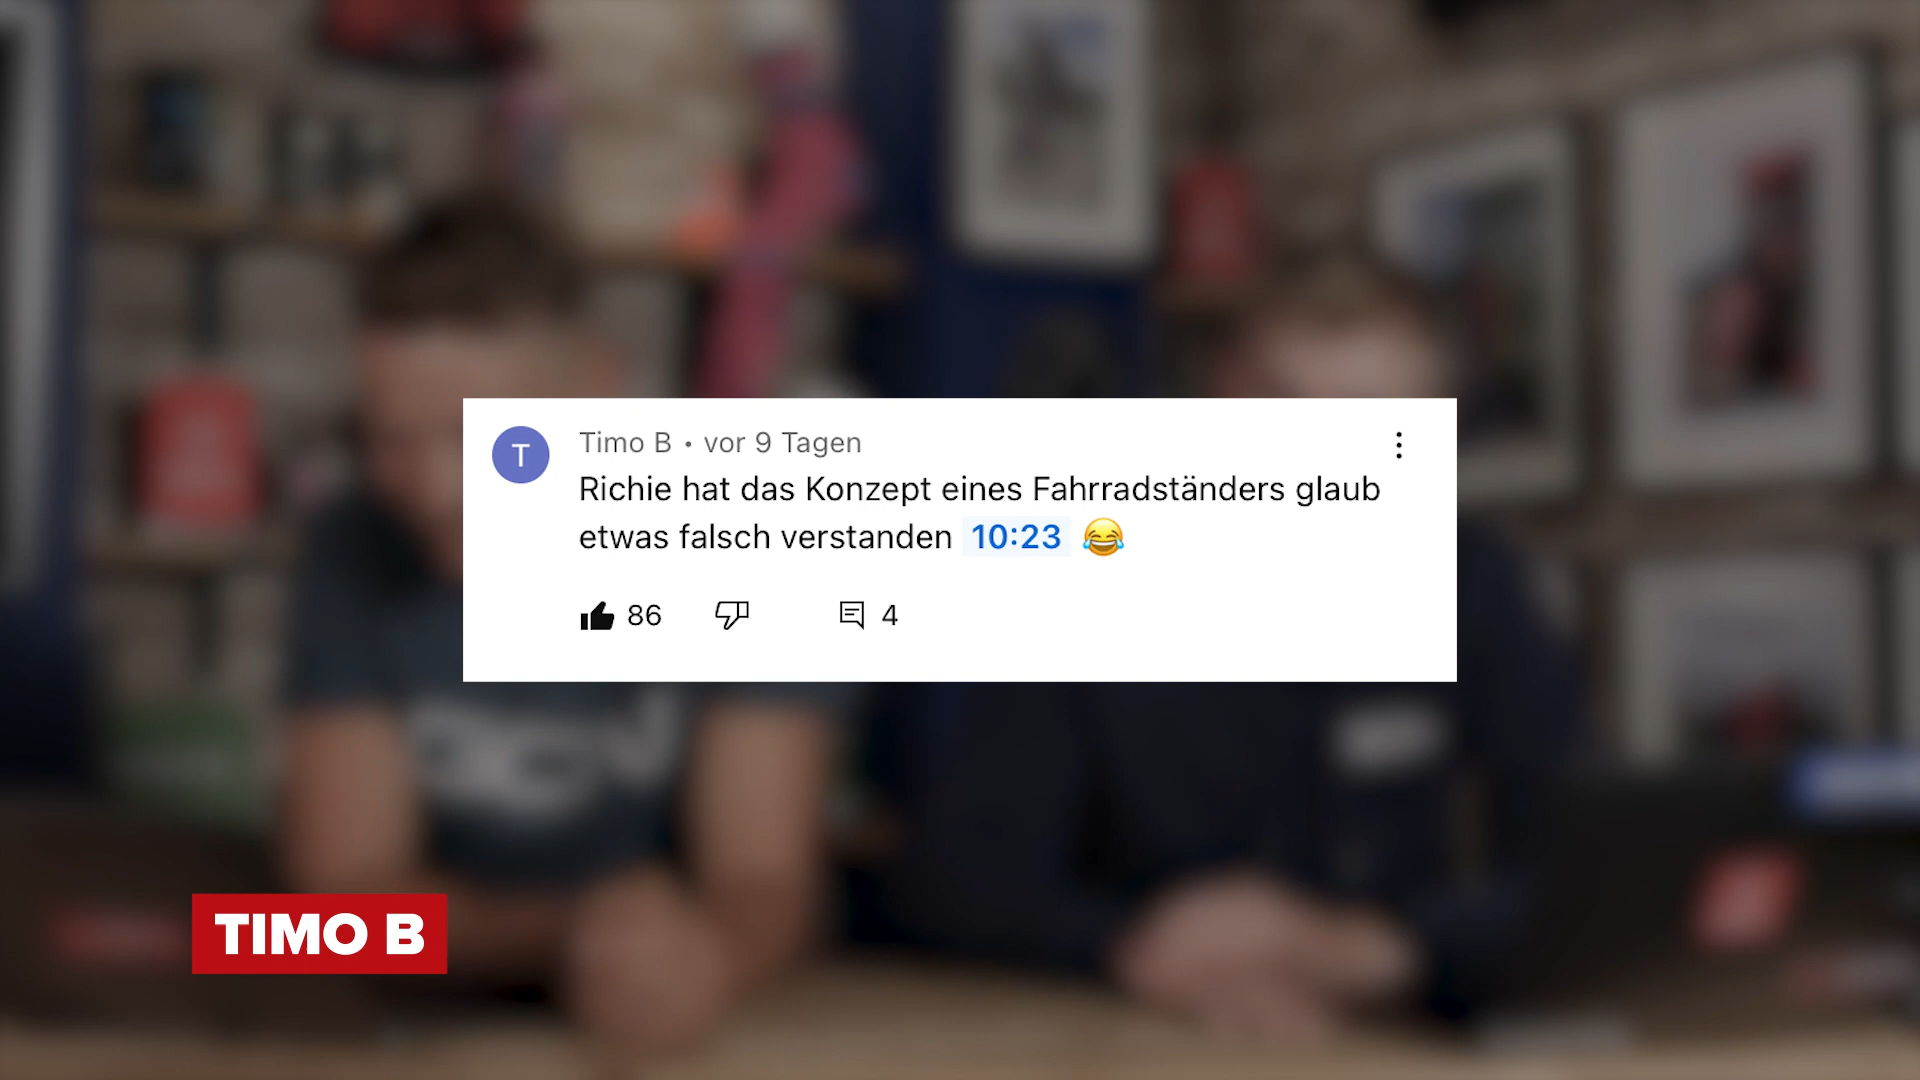 T
Timo B • vor 9 Tagen
Richie hat das Konzept eines Fahrradständers glaub
etwas falsch verstanden 10:23 😂
86 4
TIMO B